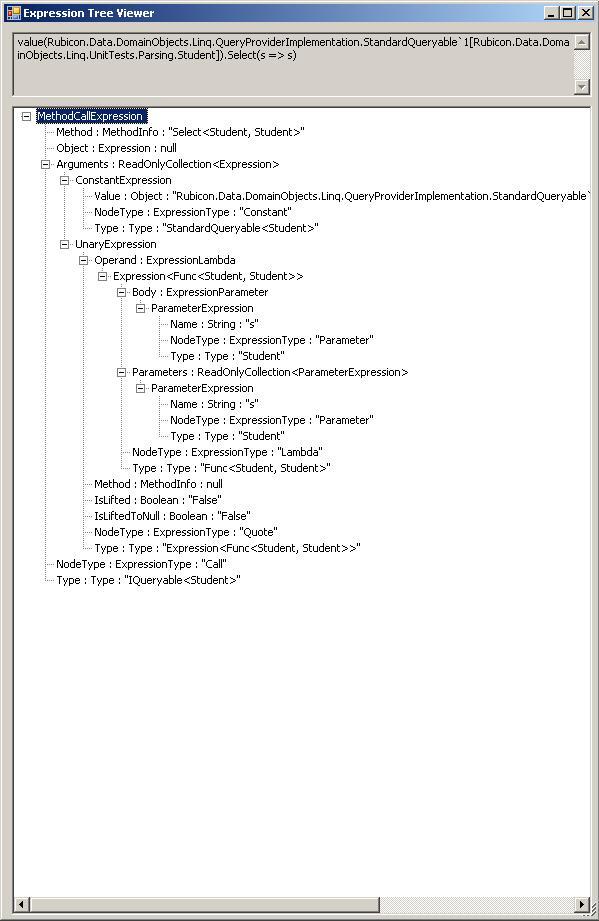 Expression Tree Viewer
value(Rubicon.Data.DomainObjects.Linq.QueryProviderImplementation.StandardQueryable`1[Rubicon.Data.Doma
inObjects.Linq.UnitTests.Parsing.Student]).Select(s => s)
MethodCallExpression
Method : MethodInfo : "Select<Student, Student>"
Object : Expression : null
Arguments : ReadOnlyCollection<Expression>
ConstantExpression
Value : Object : "Rubicon.Data.DomainObjects.Linq.QueryProviderImplementation.StandardQueryable`
NodeType : ExpressionType : "Constant"
Type : Type : "StandardQueryable<Student>"
UnaryExpression
Operand : ExpressionLambda
Expression<Func<Student, Student>>
Body : ExpressionParameter
ParameterExpression
Name : String : "s"
NodeType : ExpressionType : "Parameter"
Type : Type : "Student"
Parameters : ReadOnlyCollection<ParameterExpression>
ParameterExpression
Name : String : "s"
NodeType : ExpressionType : "Parameter"
Type : Type : "Student"
NodeType : ExpressionType : "Lambda"
Type : Type : "Func<Student, Student>"
Method : MethodInfo : null
IsLifted : Boolean : "False"
IsLiftedToNull : Boolean : "False"
NodeType : ExpressionType : "Quote"
Type : Type : "Expression<Func<Student, Student>>"
NodeType : ExpressionType : "Call"
Type : Type : "IQueryable<Student>"